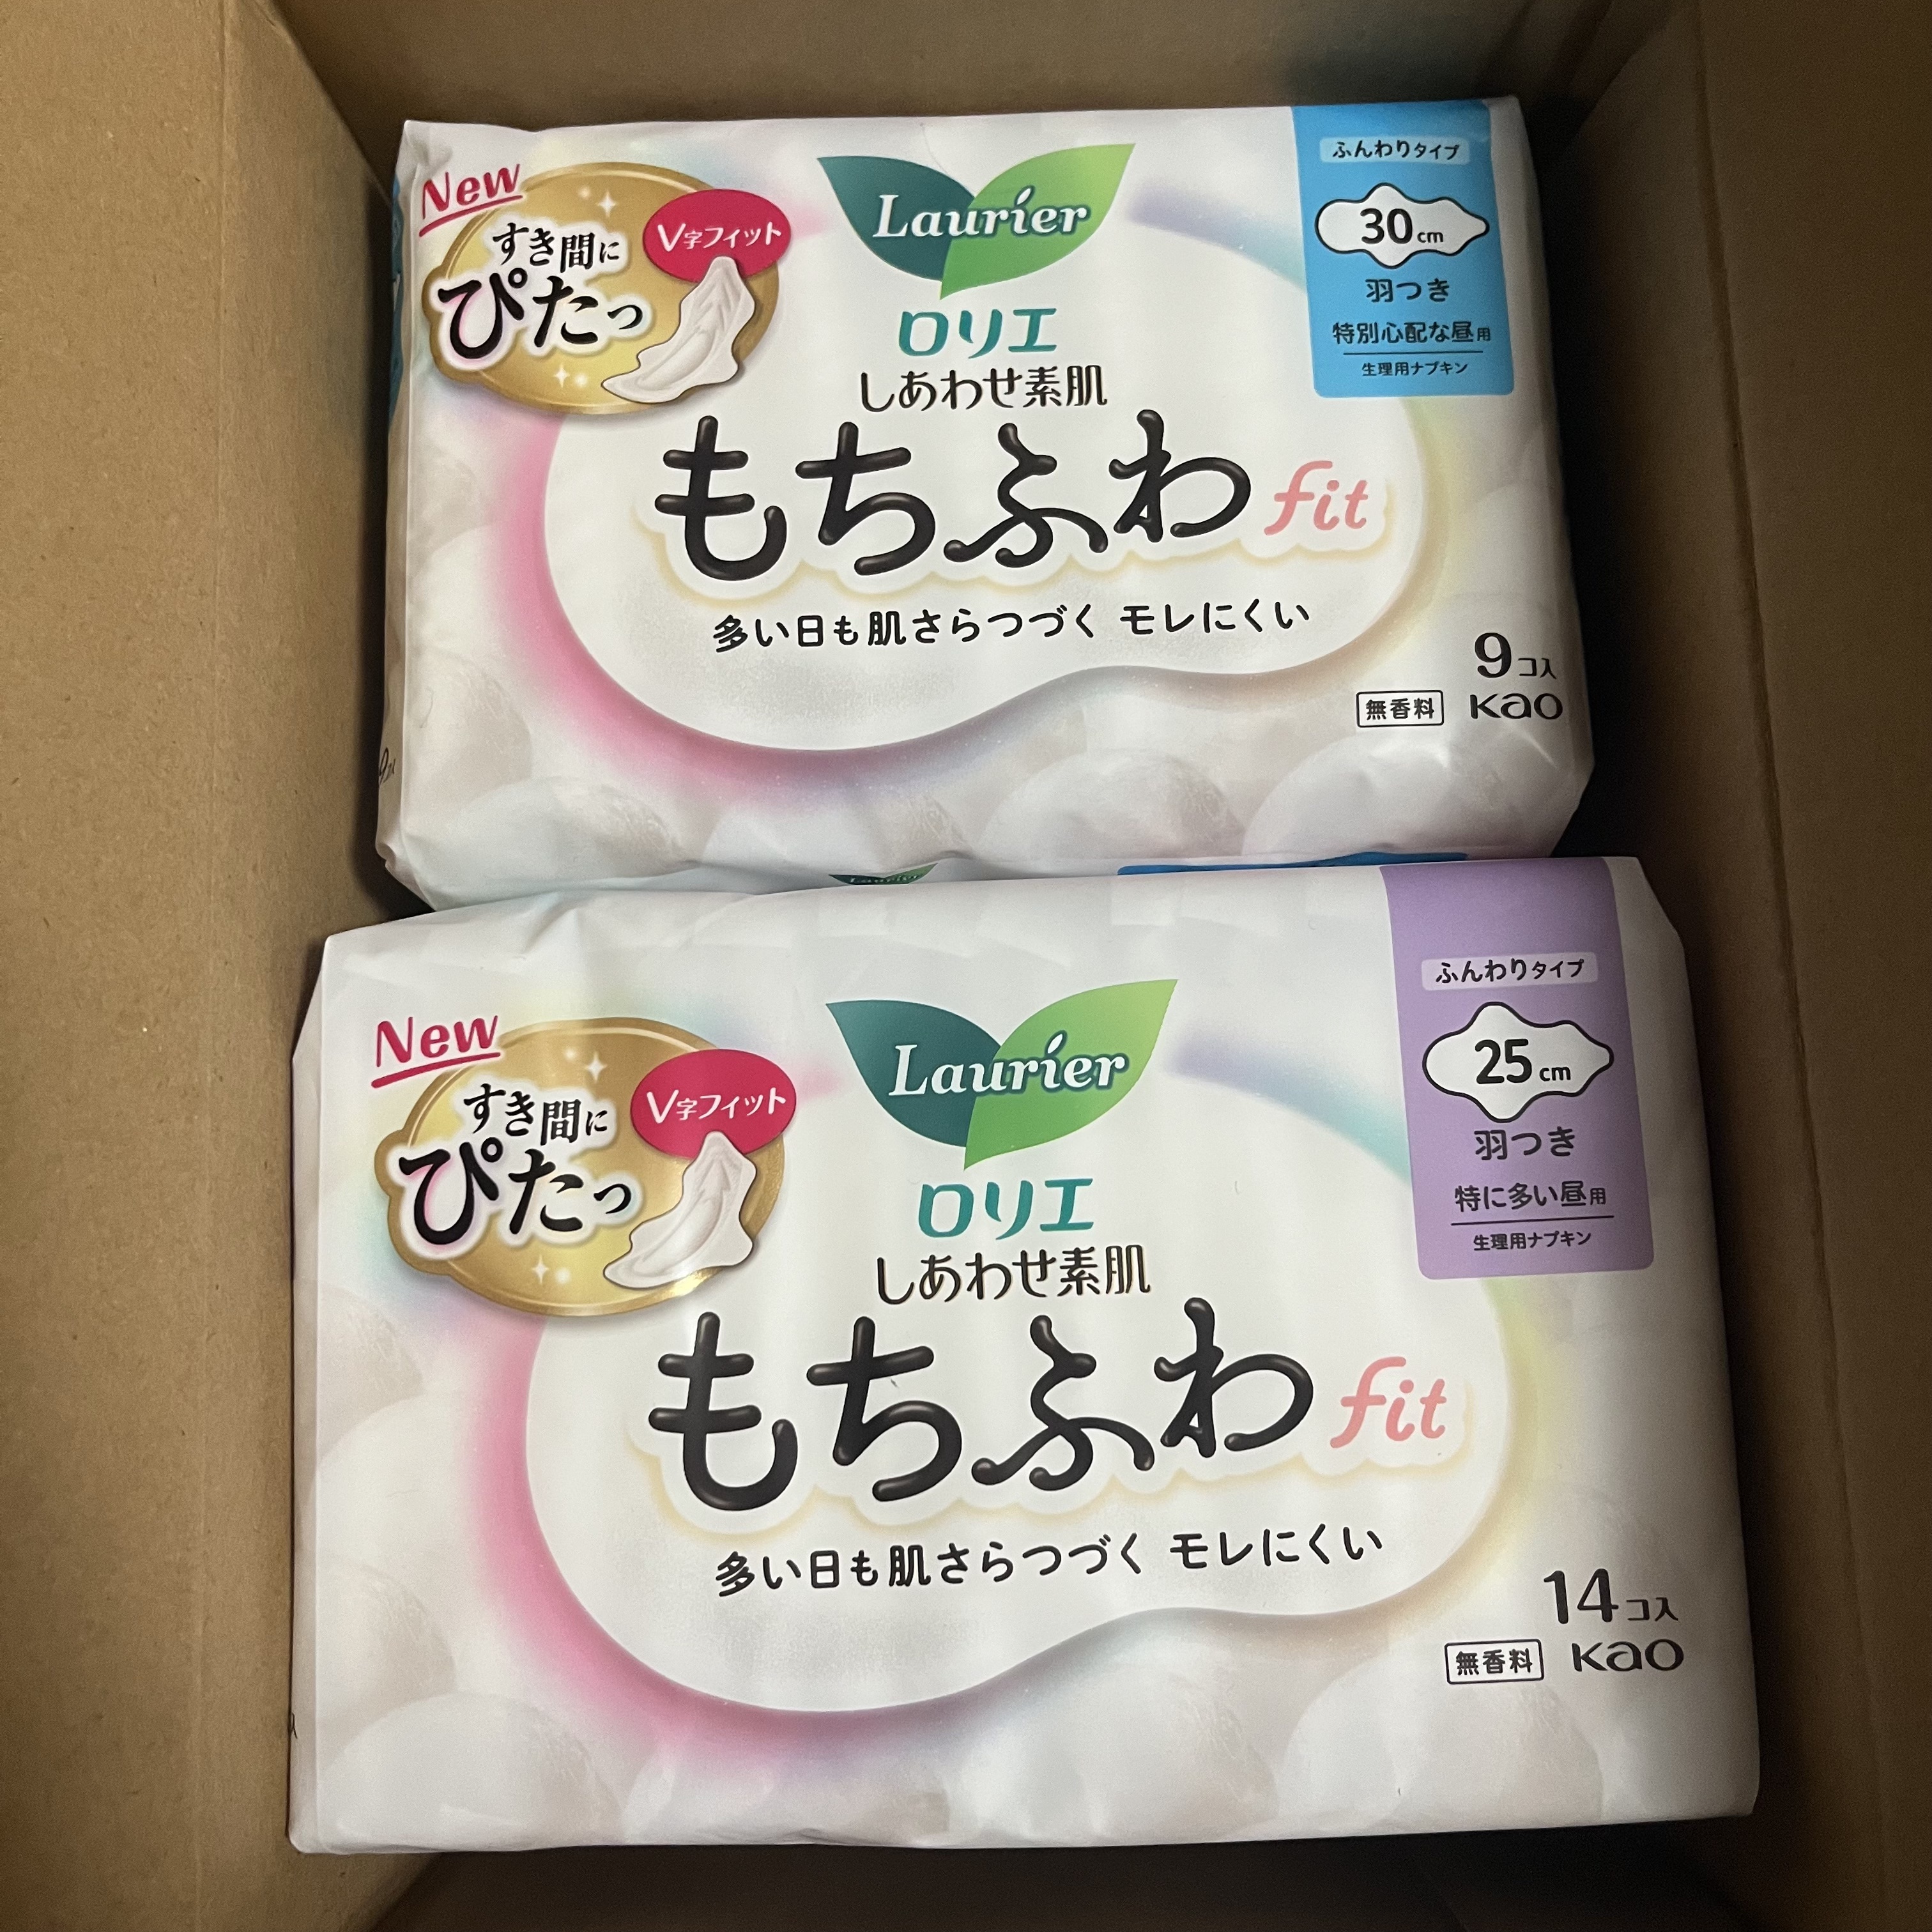 New
すき間に
ぴたっ
V字フィット
Laurier
ロリエ
しあわせ素肌
もちふわfit
多い日も肌さらつづく モレにくい
ふんわりタイプ
30cm
羽つき
特別心配な昼用
生理用ナプキン
9コ入
無香料 Kao
Laurier
New
すき間に
ぴたっ
V字フィット
Laurier
ロリエ
しあわせ素肌
もちふわfit
多い日も肌さらつづく モレにくい
ふんわりタイプ
25cm
羽つき
特に多い昼用
生理用ナプキン
14コ入
無香料 Kao